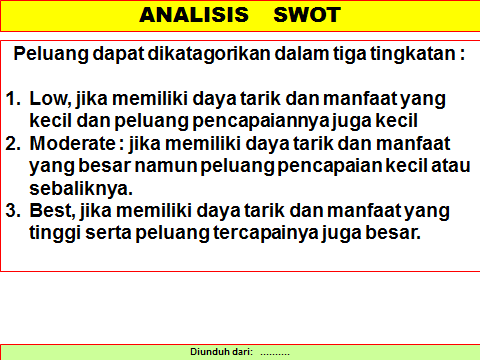 ANALISIS SWOT
Peluang dapat dikatagorikan dalam tiga tingkatan :
1. Low, jika memiliki daya tarik dan manfaat yang
kecil dan peluang pencapaiannya juga kecil
2. Moderate : jika memiliki daya tarik dan manfaat
yang besar namun peluang pencapaian kecil atau
sebaliknya.
3. Best, jika memiliki daya tarik dan manfaat yang
tinggi serta peluang tercapainya juga besar.
Diunduh dari: ..........